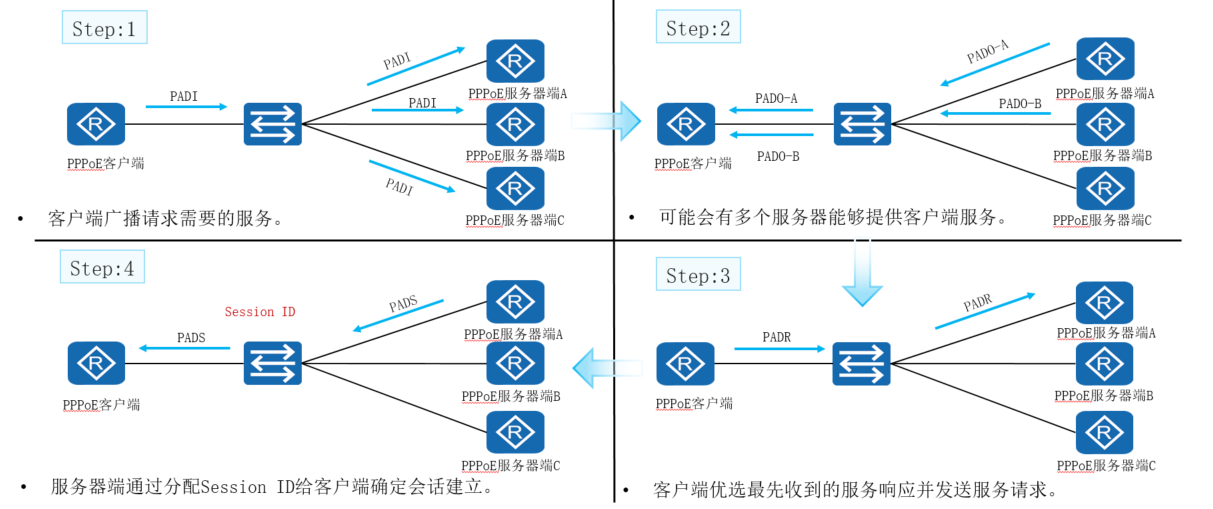 Step:1
PADI
PADI
PADI
PADI
PPPoE客户端
PPPoE服务器端A
PPPoE服务器端B
PPPoE服务器端C
• 客户端广播请求需要的服务。
Step:2
PADO-A
PADO-A
PADO-B
PADO-B
PPPoE客户端
PPPoE服务器端A
PPPoE服务器端B
PPPoE服务器端C
• 可能会有多个服务器能够提供客户端服务。
Step:3
PADR
PADR
PPPoE客户端
PPPoE服务器端A
PPPoE服务器端B
PPPoE服务器端C
• 客户端优选最先收到的服务响应并发送服务请求。
Step:4
Session ID
PADS
PADS
PPPoE客户端
PPPoE服务器端A
PPPoE服务器端B
PPPoE服务器端C
• 服务器端通过分配Session ID给客户端确定会话建立。